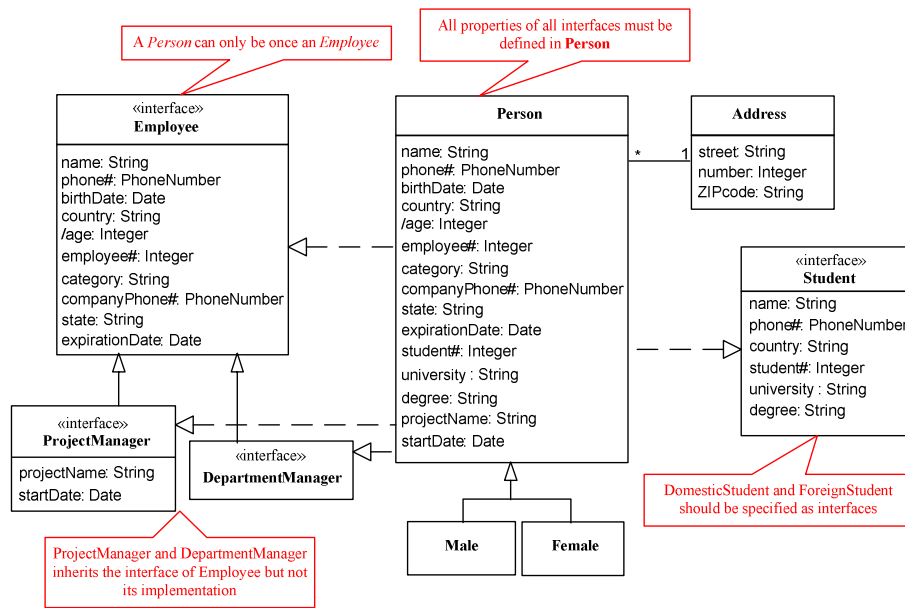 A Person can only be once an Employee
All properties of all interfaces must be
defined in Person
«interface»
Employee
name: String
phone#: PhoneNumber
birthDate: Date
country: String
/age: Integer
employee#: Integer
category: String
companyPhone#: PhoneNumber
state: String
expirationDate: Date
Person
name: String
phone#: PhoneNumber
birthDate: Date
country: String
/age: Integer
employee#: Integer
category: String
companyPhone#: PhoneNumber
state: String
expirationDate: Date
student#: Integer
university : String
degree: String
projectName: String
startDate: Date
* 1
Address
street: String
number: Integer
ZIPcode: String
«interface»
Student
name: String
phone#: PhoneNumber
country: String
student#: Integer
university : String
degree: String
«interface»
ProjectManager
projectName: String
startDate: Date
«interface»
DepartmentManager
Male
Female
DomesticStudent and ForeignStudent
should be specified as interfaces
ProjectManager and DepartmentManager
inherits the interface of Employee but not
its implementation